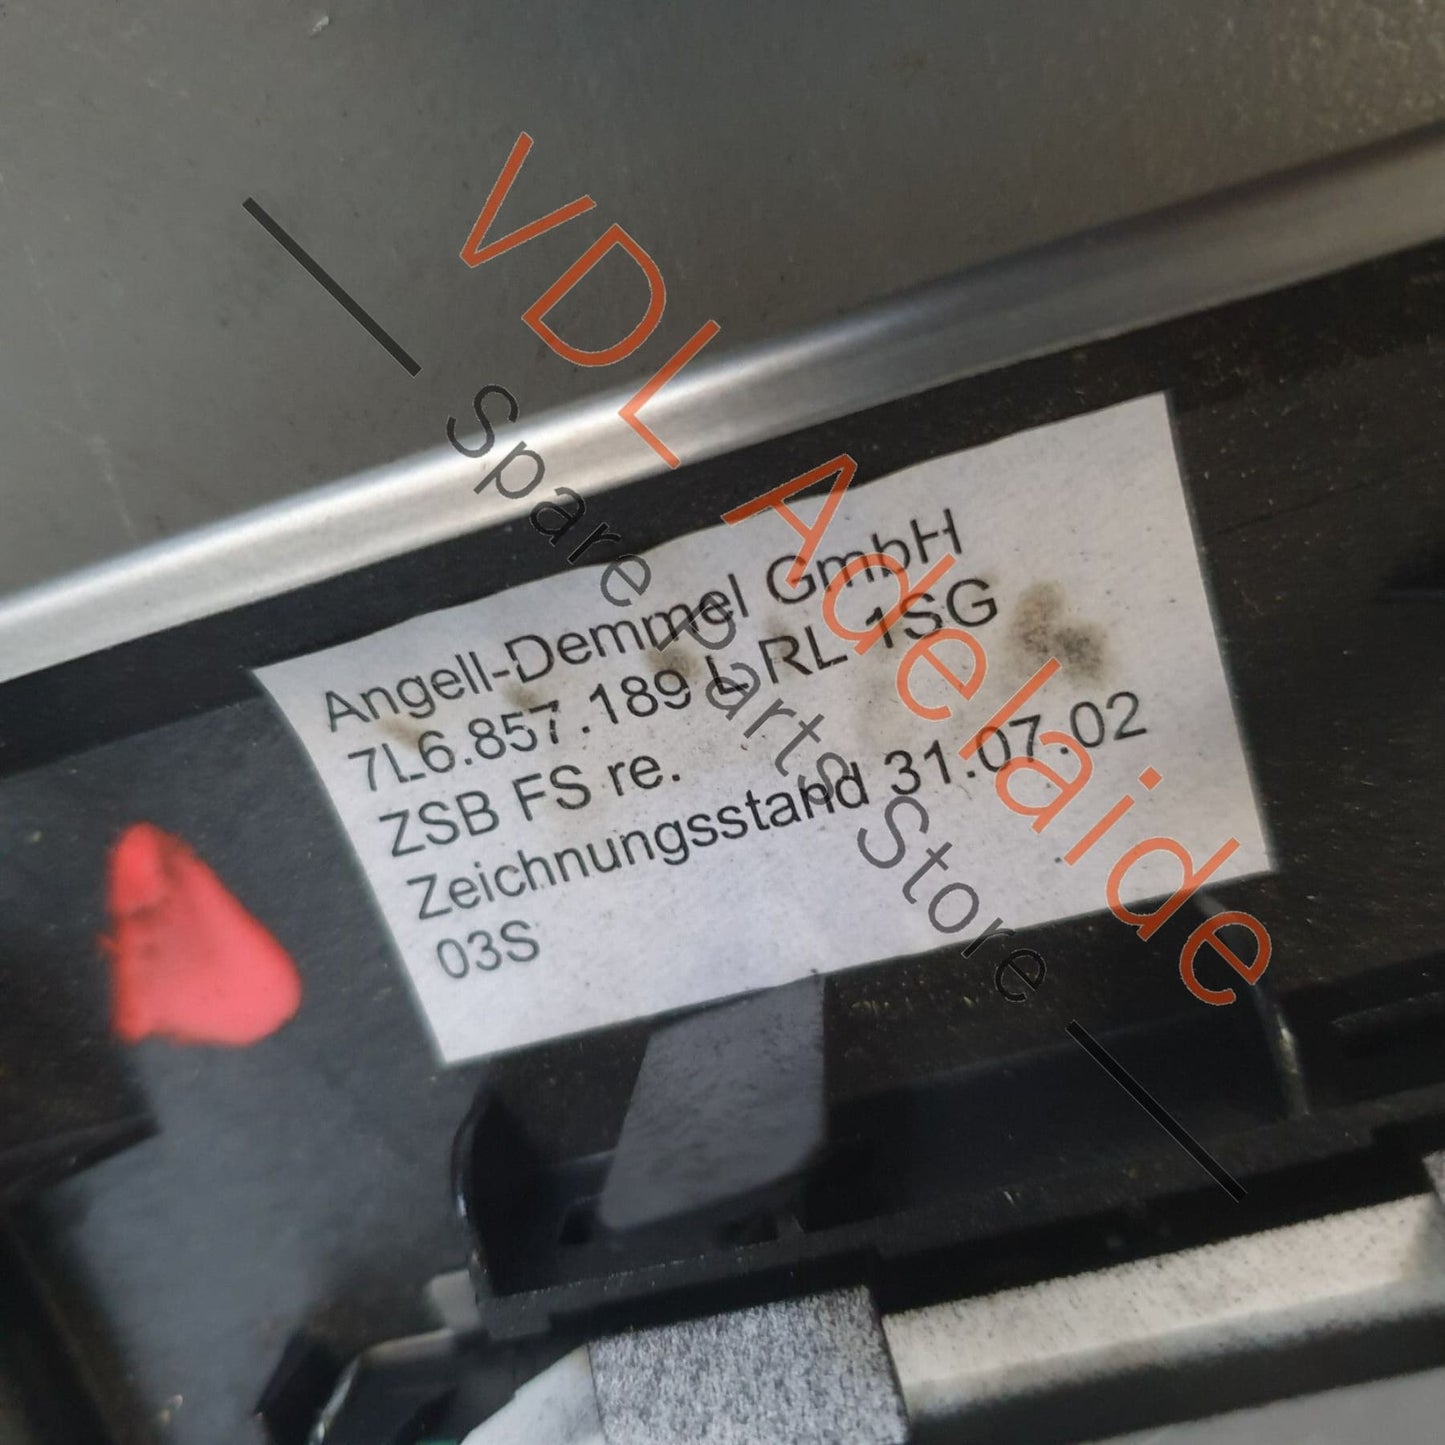 VDL Adelaide
Spare Parts Store
Angell-Demmel GmbH
7L6.857.189 L RL 1SG
ZSB FS re.
Zeichnungsstand 31.07.02
03S